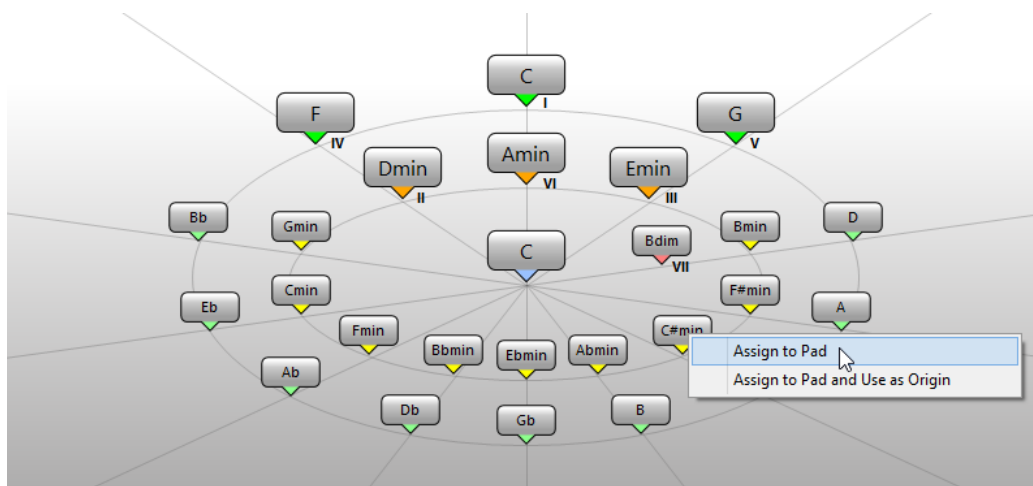 C
I
F
IV
G
V
Amin
VI
Dmin
II
Emin
III
Bb
Gmin
C
Bdim
VII
Bmin
D
Eb
Cmin
F#min
A
Fmin
Bbmin
Ebmin
Abmin
C#min
Assign to Pad
Assign to Pad and Use as Origin
Ab
Db
Gb
B